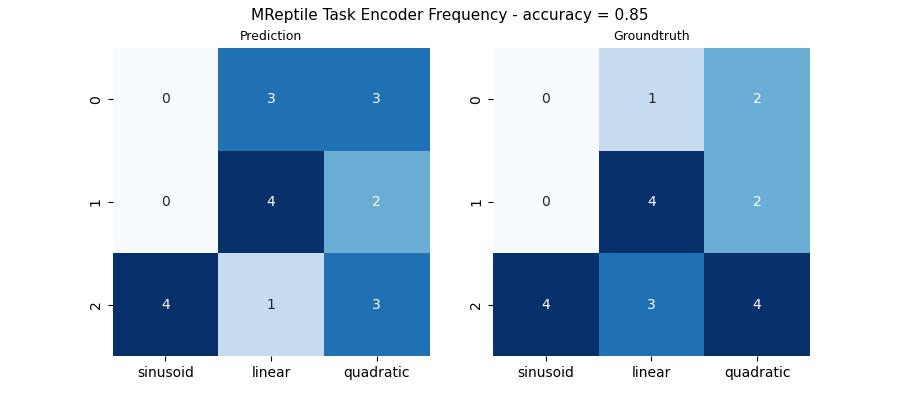 MReptile Task Encoder Frequency - accuracy = 0.85
Prediction
Groundtruth
0 0 3 3
1 0 4 2
2 4 1 3
sinusoid linear quadratic
0 0 1 2
1 0 4 2
2 4 3 4
sinusoid linear quadratic